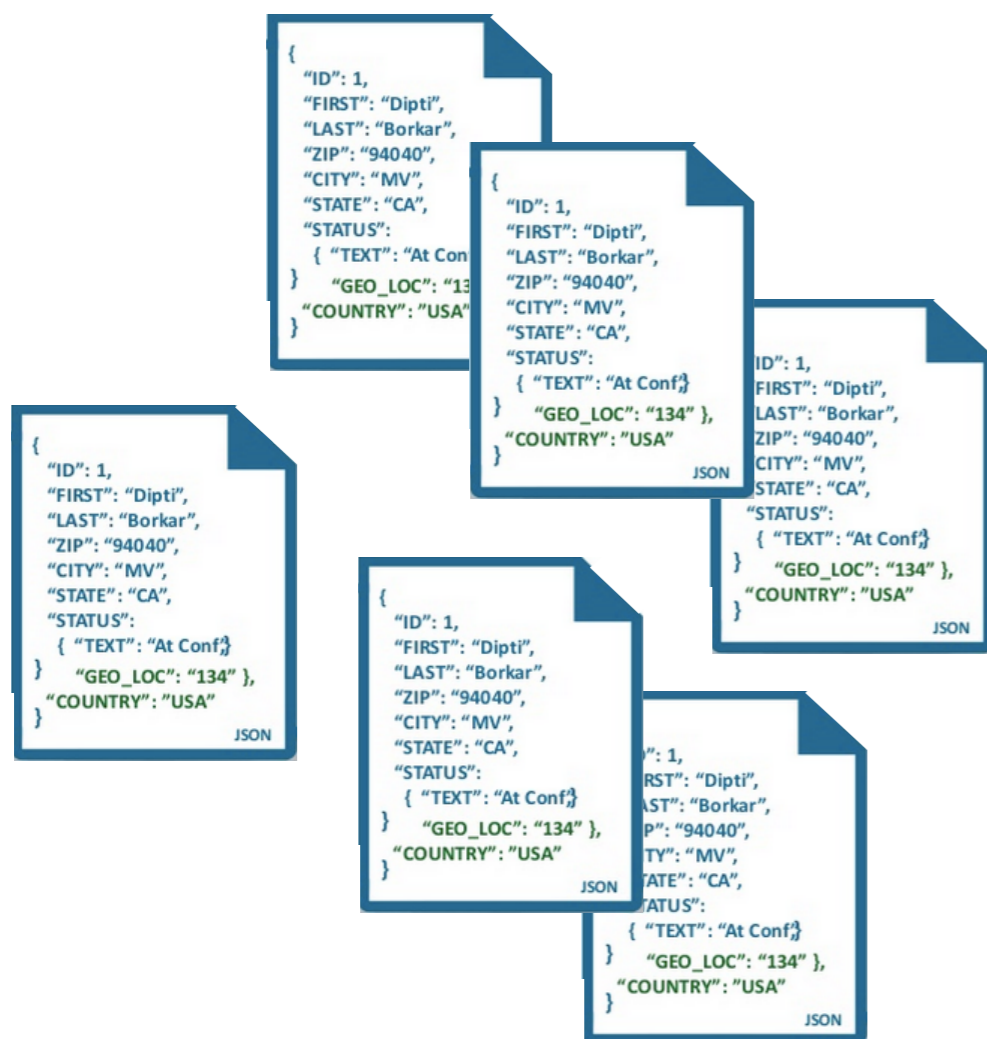 {
“ID”: 1,
“FIRST”: “Dipti”,
“LAST”: “Borkar”,
“ZIP”: “94040”,
“CITY”: “MV”,
“STATE”: “CA”,
“STATUS”:
{ “TEXT”: “At
} “GEO_LOC”:
“COUNTRY”: ”USA”
}
{
“ID”: 1,
“FIRST”: “Dipti”,
“LAST”: “Borkar”,
“ZIP”: “94040”,
“CITY”: “MV”,
“STATE”: “CA”,
“STATUS”:
{ “TEXT”: “At Conf”}
} “GEO_LOC”: “134” },
“COUNTRY”: ”USA”
}
JSON
ID”: 1,
FIRST”: “Dipti”,
LAST”: “Borkar”,
ZIP”: “94040”,
CITY”: “MV”,
STATE”: “CA”,
“STATUS”:
{ “TEXT”: “At Conf”}
} “GEO_LOC”: “134” },
“COUNTRY”: ”USA”
}
JSON
{
“ID”: 1,
“FIRST”: “Dipti”,
“LAST”: “Borkar”,
“ZIP”: “94040”,
“CITY”: “MV”,
“STATE”: “CA”,
“STATUS”:
{ “TEXT”: “At Conf”}
} “GEO_LOC”: “134” },
“COUNTRY”: ”USA”
}
JSON
{
“ID”: 1,
“FIRST”: “Dipti”,
“LAST”: “Borkar”,
“ZIP”: “94040”,
“CITY”: “MV”,
“STATE”: “CA”,
“STATUS”:
{ “TEXT”: “At Conf”}
} “GEO_LOC”: “134” },
“COUNTRY”: ”USA”
}
JSON
”: 1,
“Dipti”,
“Borkar”,
“94040”,
“MV”,
“CA”,
{ “TEXT”: “At Conf”}
} “GEO_LOC”: “134” },
“COUNTRY”: ”USA”
}
JSON